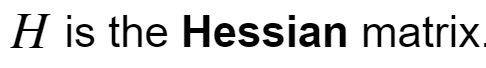 H is the Hessian matrix.